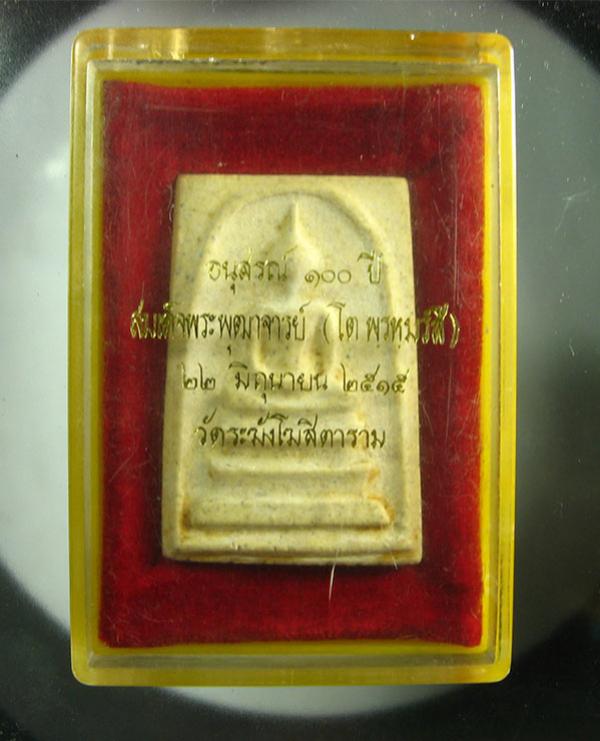 อนุสรณ์ ๑๐๐ ปี
สมเด็จพระพุฒาจารย์ (โต พรหมรังสี)
๒๒ มิถุนายน ๒๕๑๕
วัดระฆังโฆสิตาราม